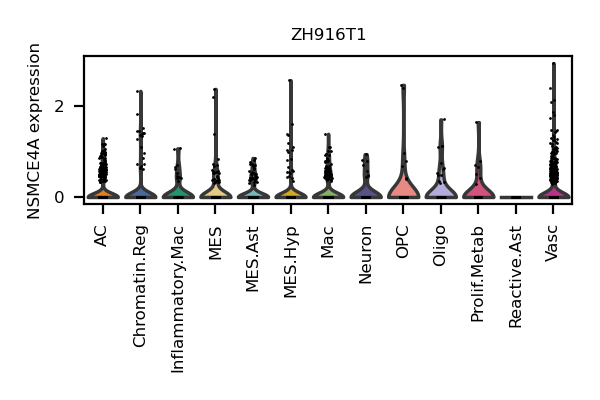 ZH916T1
NSMCE4A expression
2
0
AC
Chromatin.Reg
Inflammatory.Mac
MES
MES.Ast
MES.Hyp
Mac
Neuron
OPC
Oligo
Prolif.Metab
Reactive.Ast
Vasc